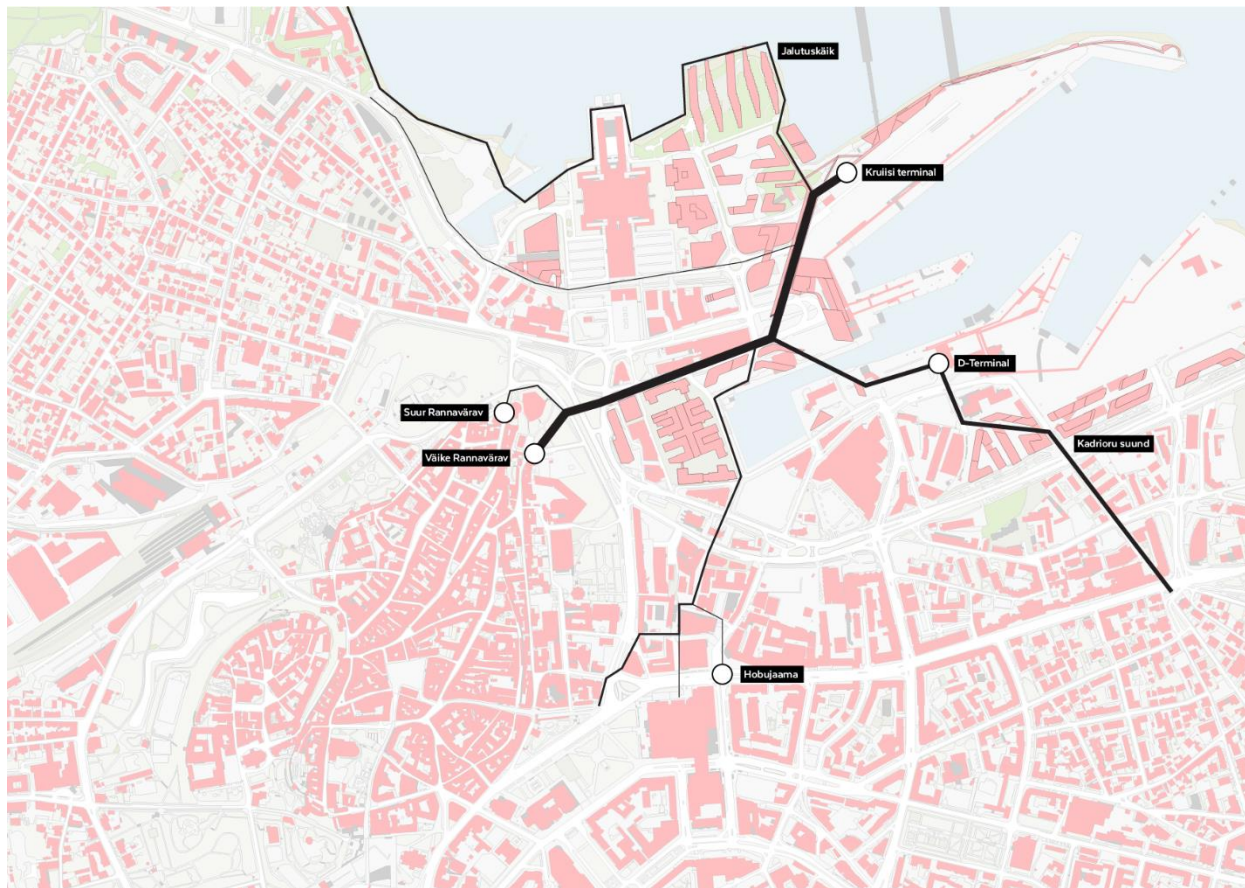 Jalutuskäik
Kruiisi terminal
D-Terminal
Suur Rannavärav
Kadrioru suund
Väike Rannavärav
Hobujaama